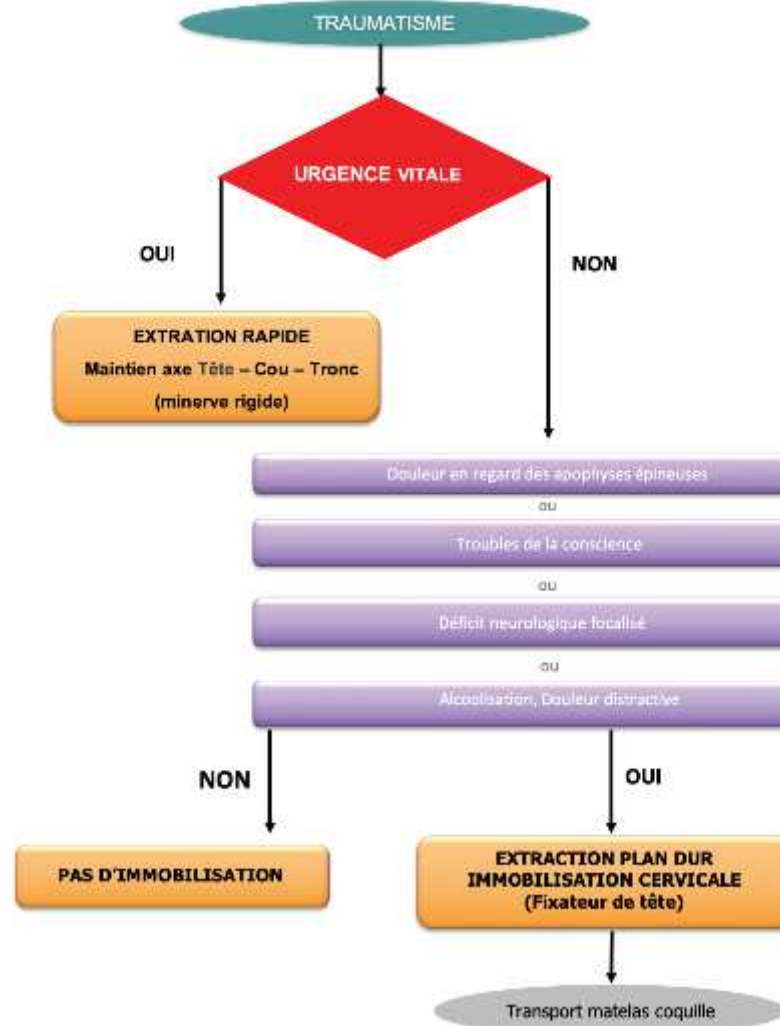 TRAUMATISME
URGENCE VITALE
OUI
NON
EXTRATION RAPIDE
Maintien axe Tête – Cou – Tronc
(minerve rigide)
Douleur en regard des apophyses épineuses
ou
Troubles de la conscience
ou
Déficit neurologique focalisé
ou
Alcoolisation, Douleur distractive
NON
OUI
PAS D'IMMOBILISATION
EXTRACTION PLAN DUR
IMMOBILISATION CERVICALE
(Fixateur de tête)
Transport matelas coquille